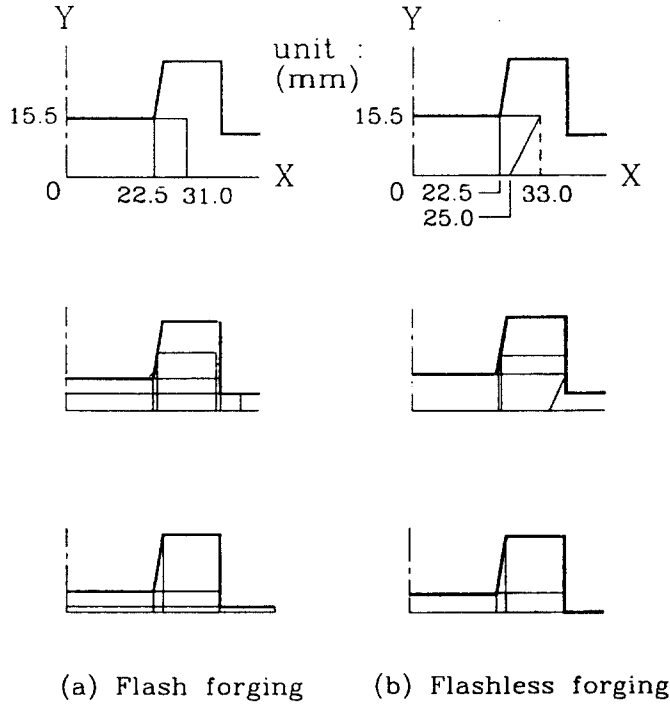 Y
unit :
(mm)
Y
15.5
15.5
0
22.5
31.0
X
0
22.5
33.0
X
25.0
(a) Flash forging
(b) Flashless forging